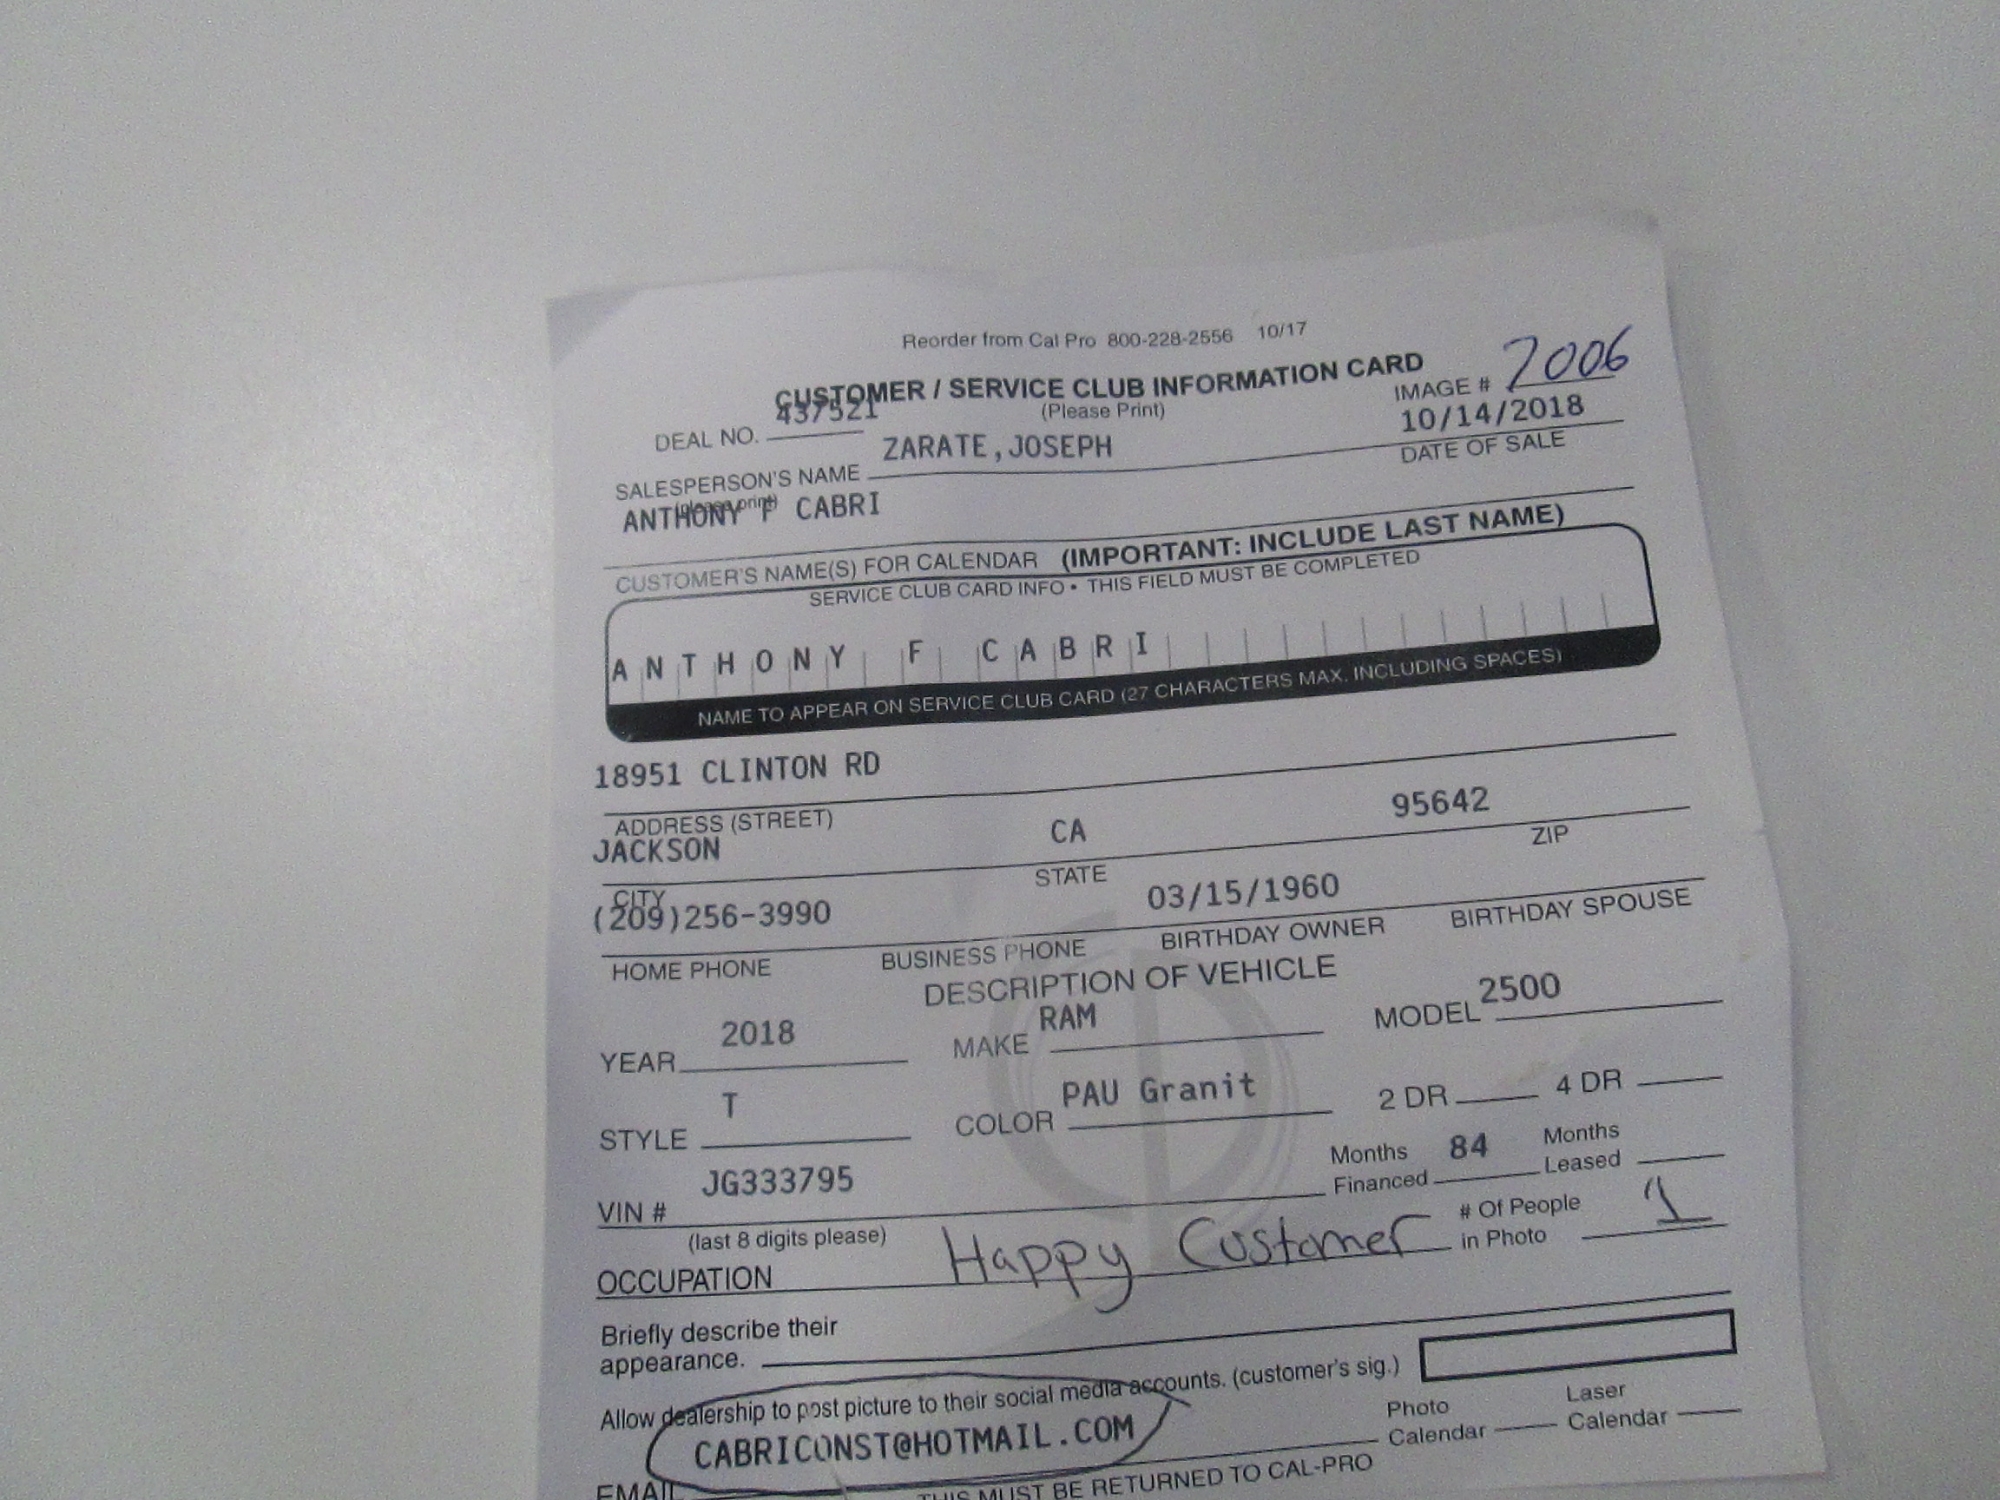 Reorder from Cal Pro 800-228-2556 10/17
CUSTOMER / SERVICE CLUB INFORMATION CARD
(Please Print)
IMAGE # 7006
DEAL NO. 437521
10/14/2018
DATE OF SALE
SALESPERSON'S NAME ZARATE,JOSEPH
(please print)
ANTHONY F CABRI
CUSTOMER'S NAME(S) FOR CALENDAR (IMPORTANT: INCLUDE LAST NAME)
SERVICE CLUB CARD INFO • THIS FIELD MUST BE COMPLETED
ANTHONY F CABRI
NAME TO APPEAR ON SERVICE CLUB CARD (27 CHARACTERS MAX. INCLUDING SPACES)
18951 CLINTON RD
ADDRESS (STREET)
JACKSON CA 95642
CITY STATE ZIP
(209)256-3990 03/15/1960
HOME PHONE BUSINESS PHONE BIRTHDAY OWNER BIRTHDAY SPOUSE
DESCRIPTION OF VEHICLE
YEAR 2018 MAKE RAM MODEL 2500
STYLE T COLOR PAU Granit 2 DR 4 DR
VIN # JG333795 Months Financed 84 Months Leased
(last 8 digits please)
OCCUPATION Happy Customer # Of People in Photo 1
Briefly describe their
appearance.
Allow dealership to post picture to their social media accounts. (customer's sig.)
EMAIL CABRICONST@HOTMAIL.COM Photo Calendar Laser Calendar
THIS MUST BE RETURNED TO CAL-PRO